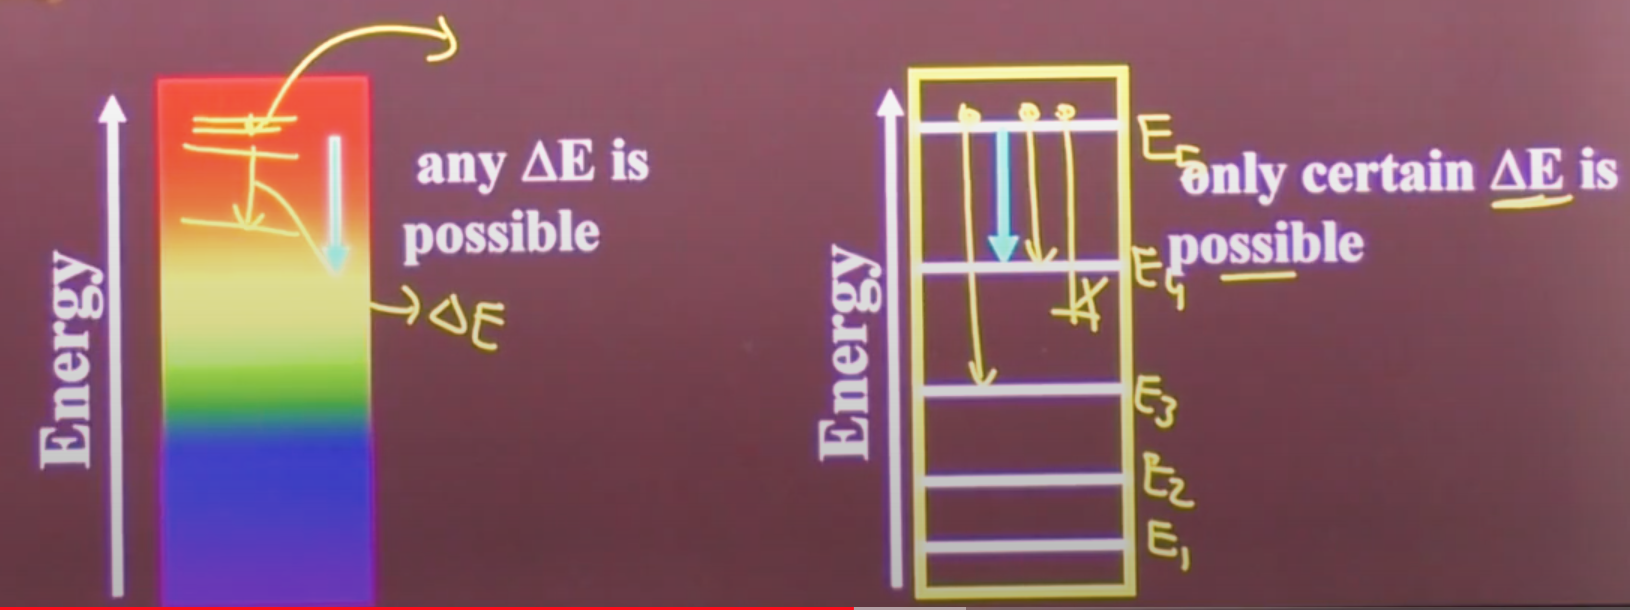 Energy
any ΔE is
possible
→ ΔE
Energy
only certain ΔE is
possible
E5
E4
E3
E2
E1